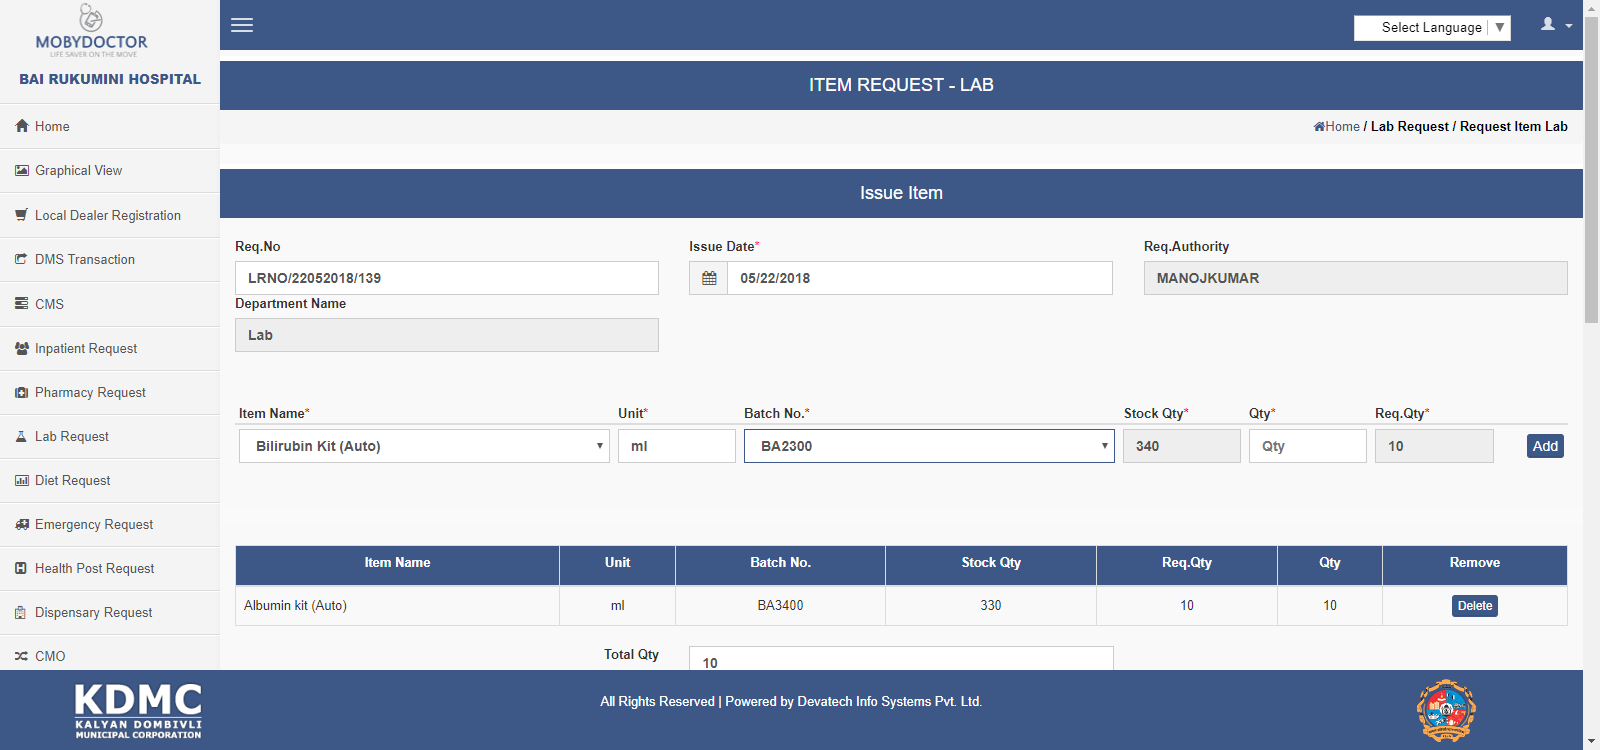 MOBYDOCTOR
LIFE SAVER ON THE MOVE
BAI RUKUMINI HOSPITAL
Home
Graphical View
Local Dealer Registration
DMS Transaction
CMS
Inpatient Request
Pharmacy Request
Lab Request
Diet Request
Emergency Request
Health Post Request
Dispensary Request
CMO
Select Language ▼
ITEM REQUEST - LAB
Home / Lab Request / Request Item Lab
Issue Item
Req.No Issue Date* Req.Authority
LRNO/22052018/139 05/22/2018 MANOJKUMAR
Department Name
Lab
Item Name* Unit* Batch No.* Stock Qty* Qty* Req.Qty*
Bilirubin Kit (Auto) ml BA2300 340 Qty 10 Add
Item Name Unit Batch No. Stock Qty Req.Qty Qty Remove
Albumin kit (Auto) ml BA3400 330 10 10 Delete
Total Qty 10
KDMC
KALYAN DOMBIVLI
MUNICIPAL CORPORATION
All Rights Reserved | Powered by Devatech Info Systems Pvt. Ltd.